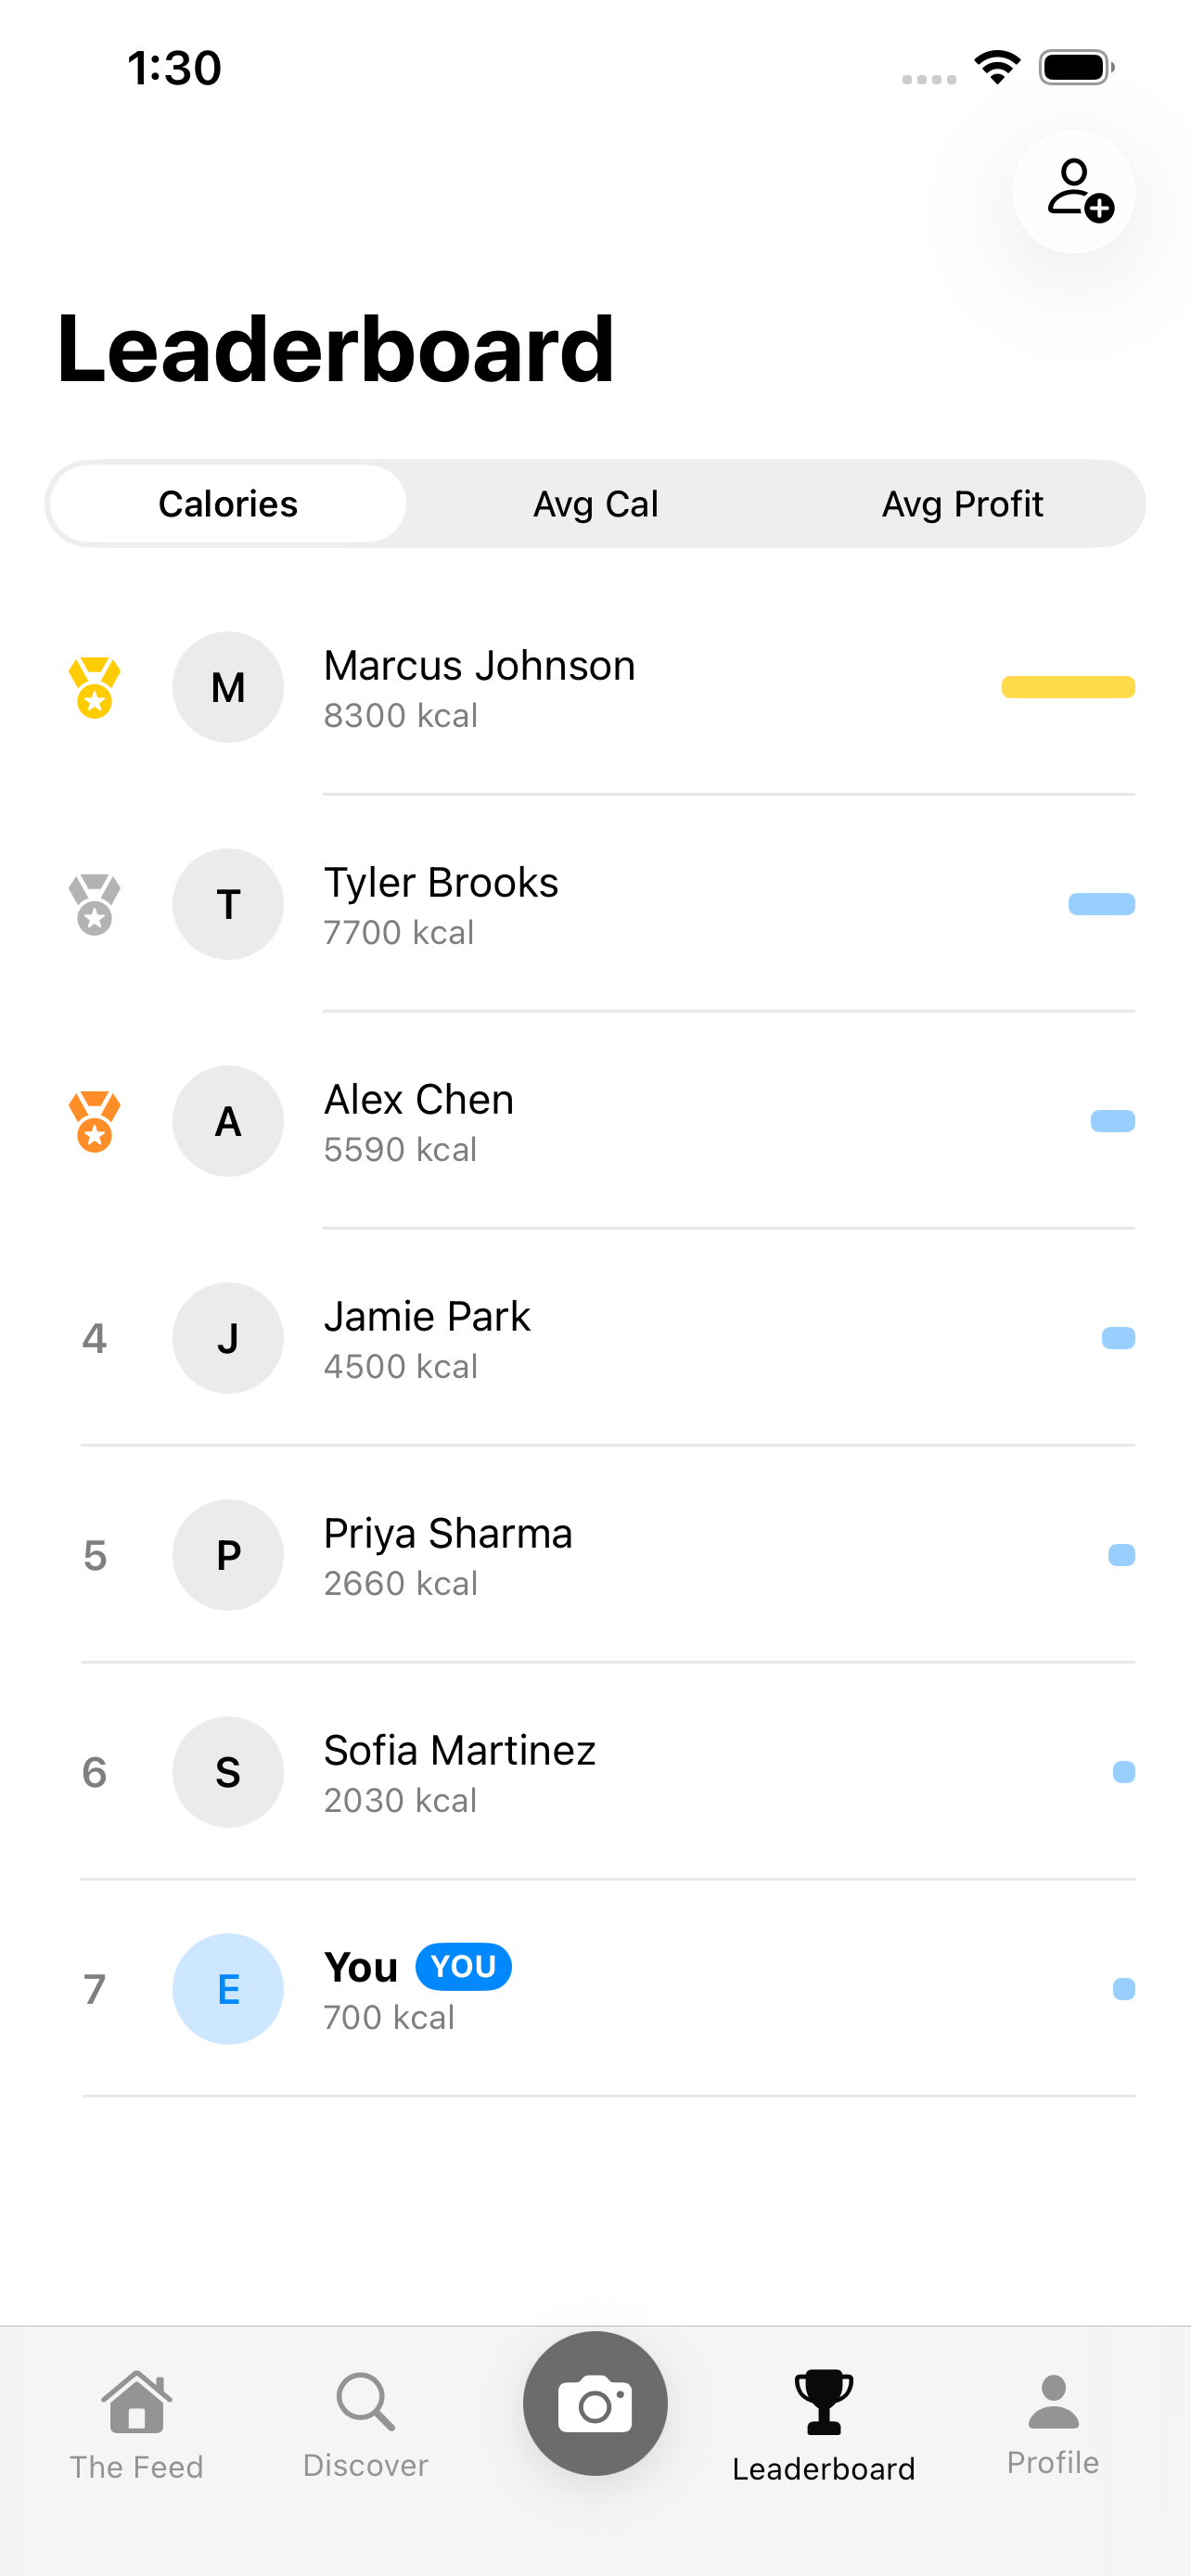 1:30
Leaderboard
Calories Avg Cal Avg Profit
M Marcus Johnson
8300 kcal
T Tyler Brooks
7700 kcal
A Alex Chen
5590 kcal
4 J Jamie Park
4500 kcal
5 P Priya Sharma
2660 kcal
6 S Sofia Martinez
2030 kcal
7 E You YOU
700 kcal
The Feed Discover Leaderboard Profile